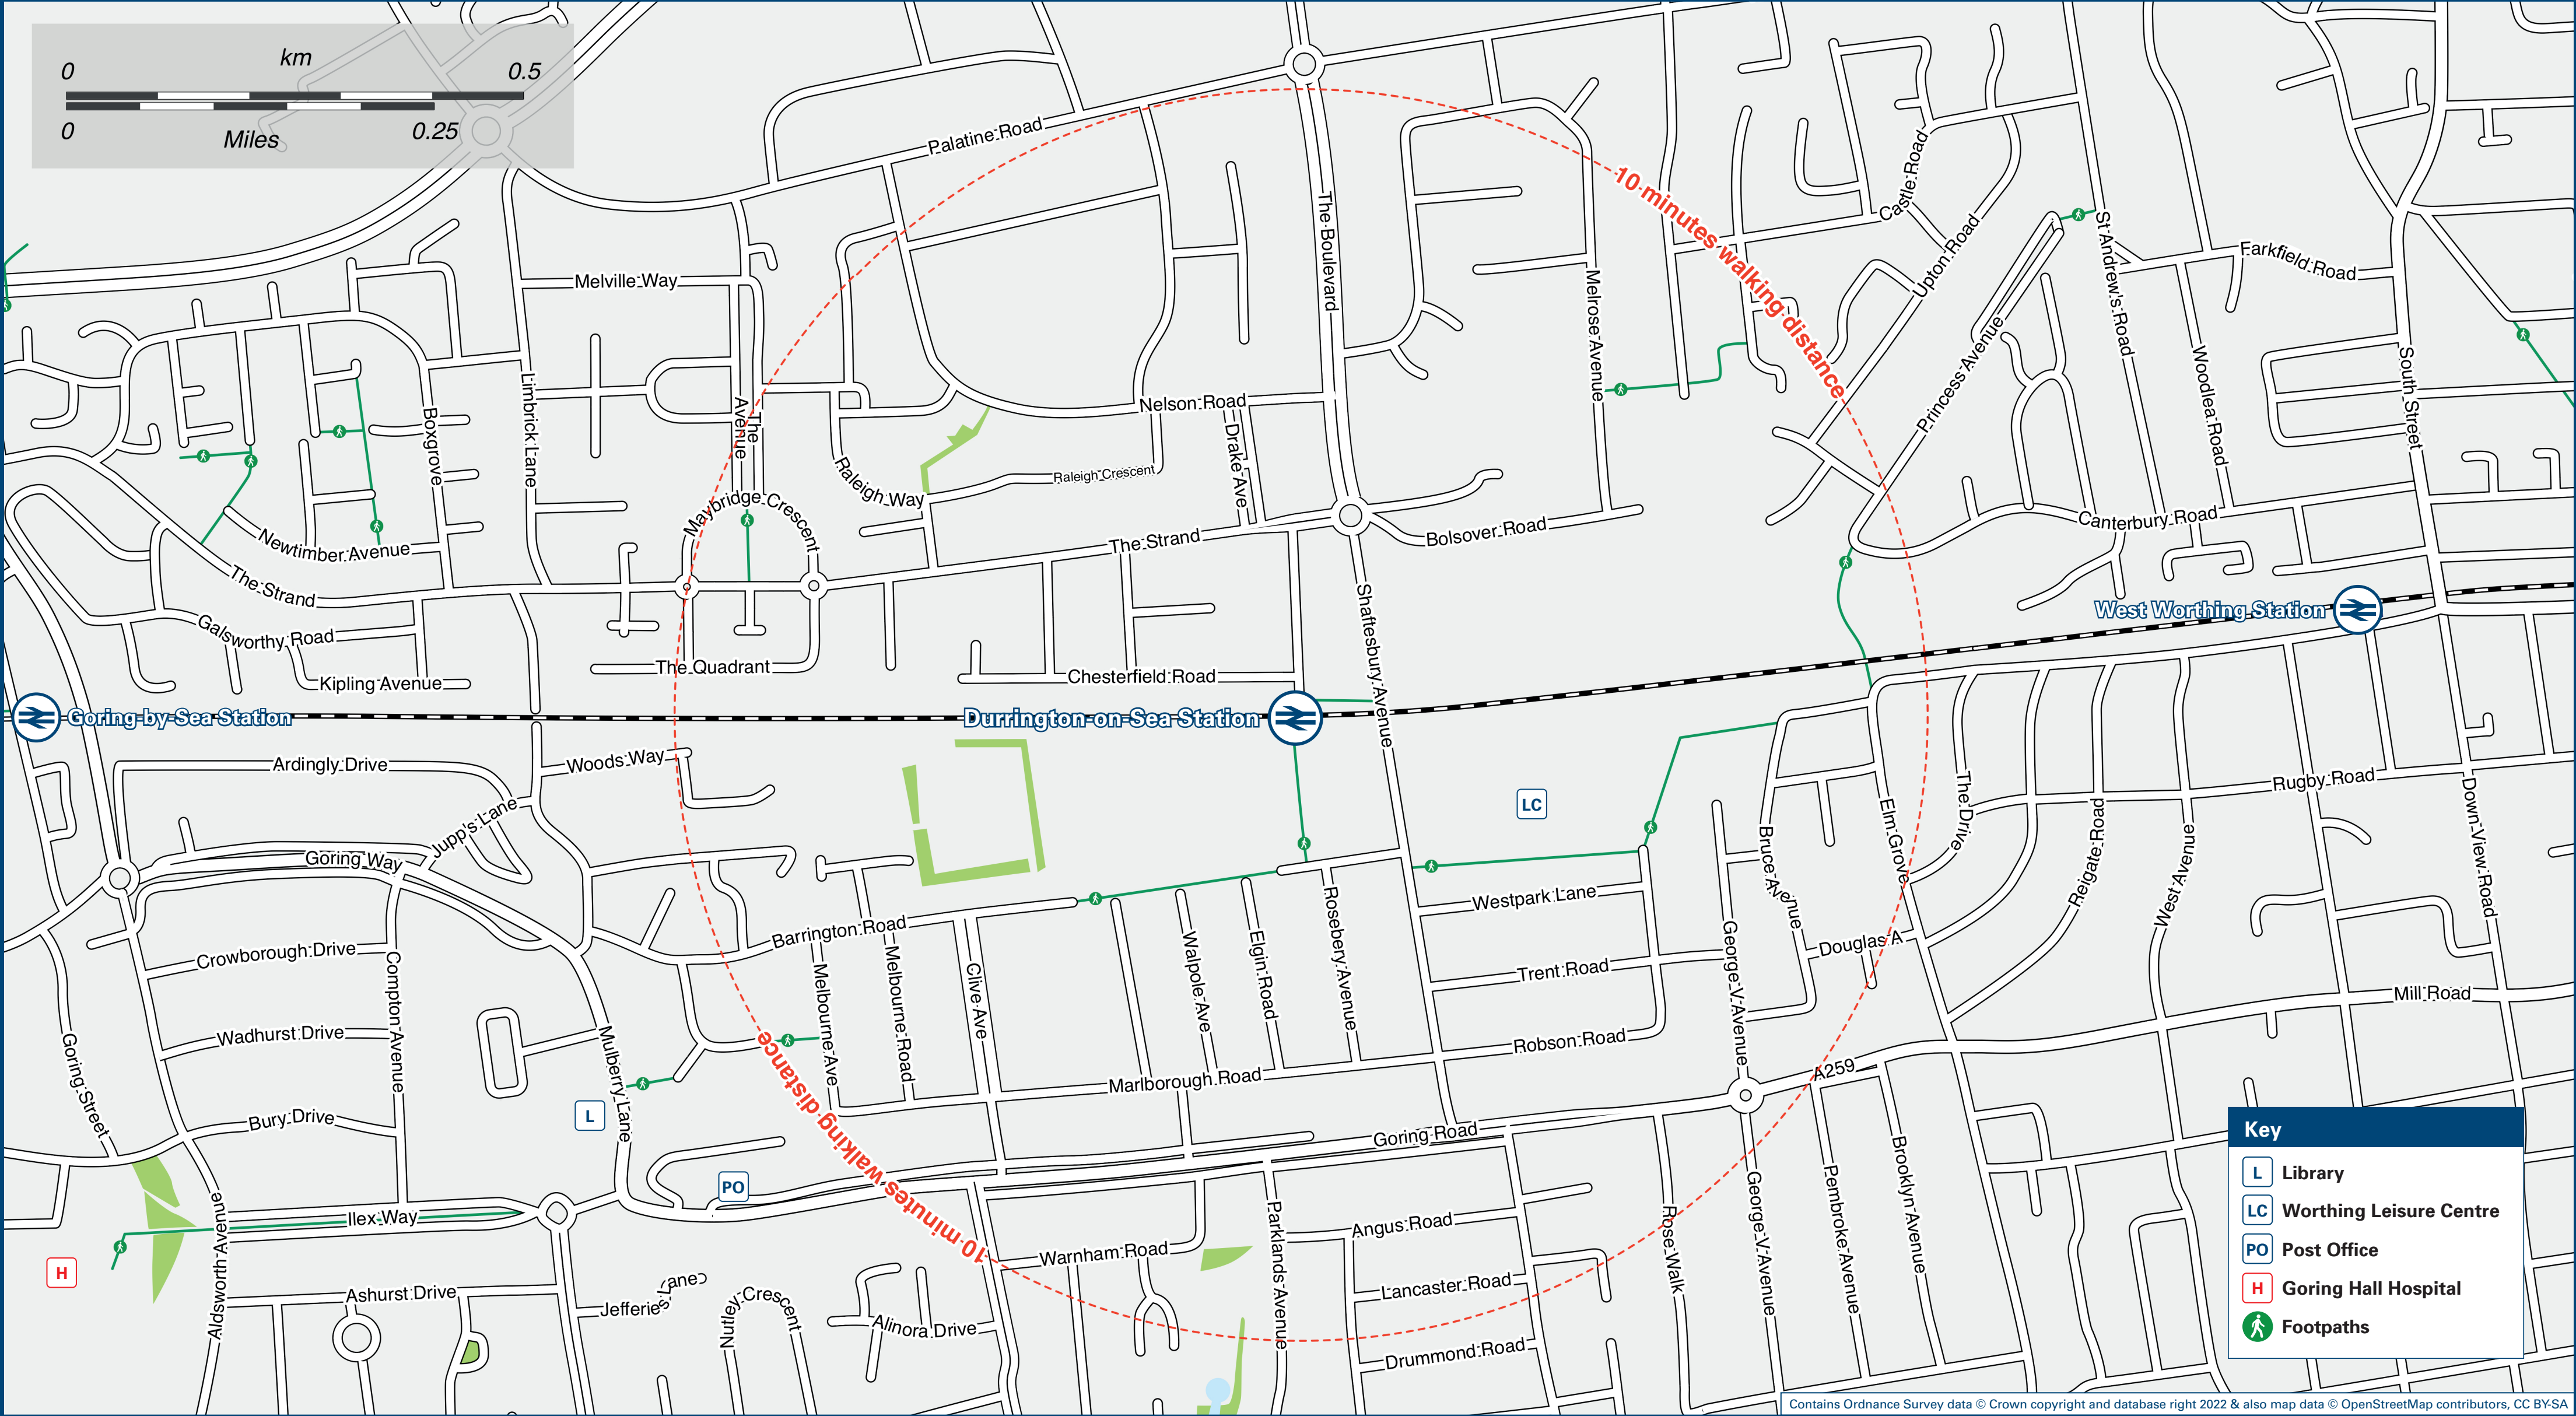 km
0 0.5
0 0.25
Miles
Palatine Road
10 minutes walking distance
Castle Road
The Boulevard
Upton Road
St Andrew's Road
Farkfield Road
Melville Way
Melrose Avenue
Princess Avenue
Woodlea Road
South Street
Limbrick Lane
Boxgrove
The Avenue
Nelson Road
Drake Ave
Raleigh Way
Raleigh Crescent
Maybridge Crescent
Newtimber Avenue
The Strand
The Strand
Bolsover Road
Canterbury Road
Galsworthy Road
Kipling Avenue
The Quadrant
Chesterfield Road
Shaftesbury Avenue
West Worthing Station
Goring-by-Sea Station
Durrington-on-Sea Station
Ardingly Drive
Woods Way
LC
Jupp's Lane
Goring Way
Rugby Road
The Drive
Elm Grove
Bruce Avenue
Reigate Road
West Avenue
Down View Road
Westpark Lane
Barrington Road
Rosebery Avenue
Crowborough Drive
Compton Avenue
Melbourne Ave
Melbourne Road
Clive Ave
Walpole Ave
Elgin Road
Trent Road
George V Avenue
Douglas A
Mill Road
Goring Street
Wadhurst Drive
Mulberry Lane
Robson Road
Marlborough Road
A259
L
Bury Drive
Goring Road
PO
10 minutes walking distance
Ilex Way
Aldsworth Avenue
H
Parklands Avenue
Angus Road
Rose Walk
George V Avenue
Pembroke Avenue
Brooklyn Avenue
Warnham Road
Ashurst Drive
Jefferies Lane
Nutley Crescent
Alinora Drive
Lancaster Road
Drummond Road
Key
L Library
LC Worthing Leisure Centre
PO Post Office
H Goring Hall Hospital
Footpaths
Contains Ordnance Survey data © Crown copyright and database right 2022 & also map data © OpenStreetMap contributors, CC BY-SA